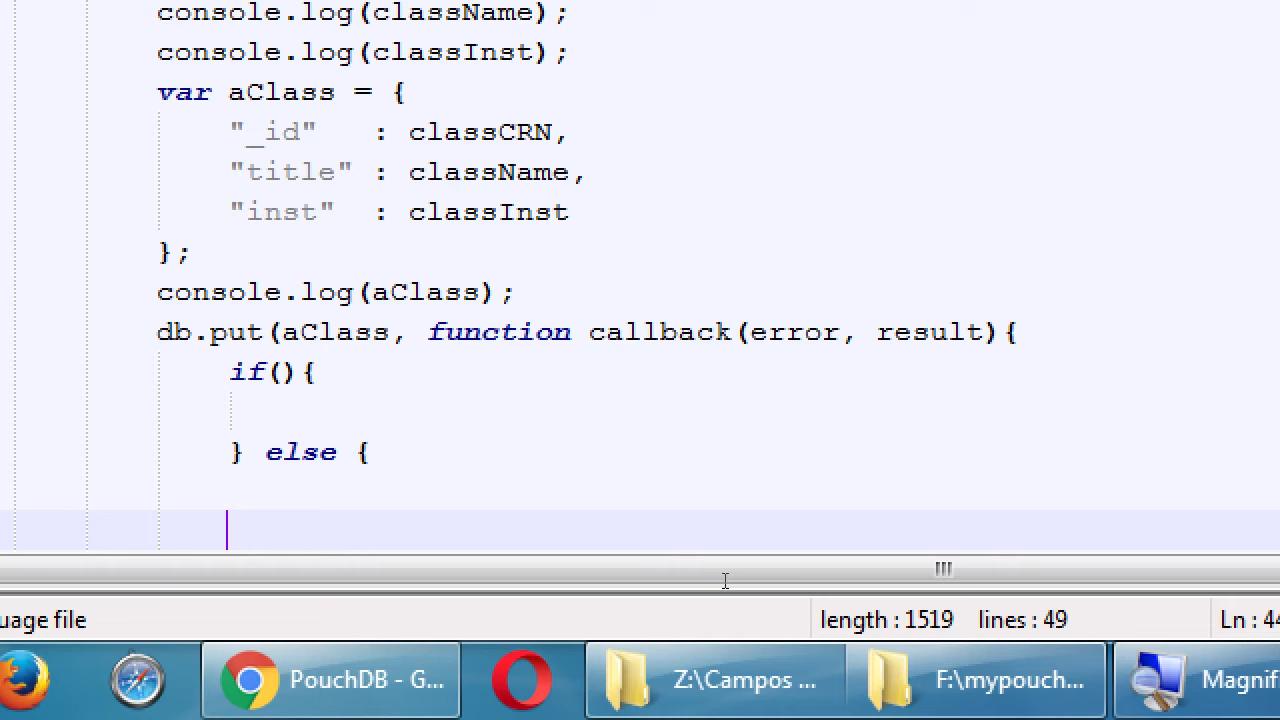 console.log(className);
console.log(classInst);
var aClass = {
"_id" : classCRN,
"title" : className,
"inst" : classInst
};
console.log(aClass);
db.put(aClass, function callback(error, result){
if(){
} else {
uage file
length : 1519 lines : 49
Ln : 44
PouchDB - G...
Z:\Campos ...
F:\mypouch...
Magnif